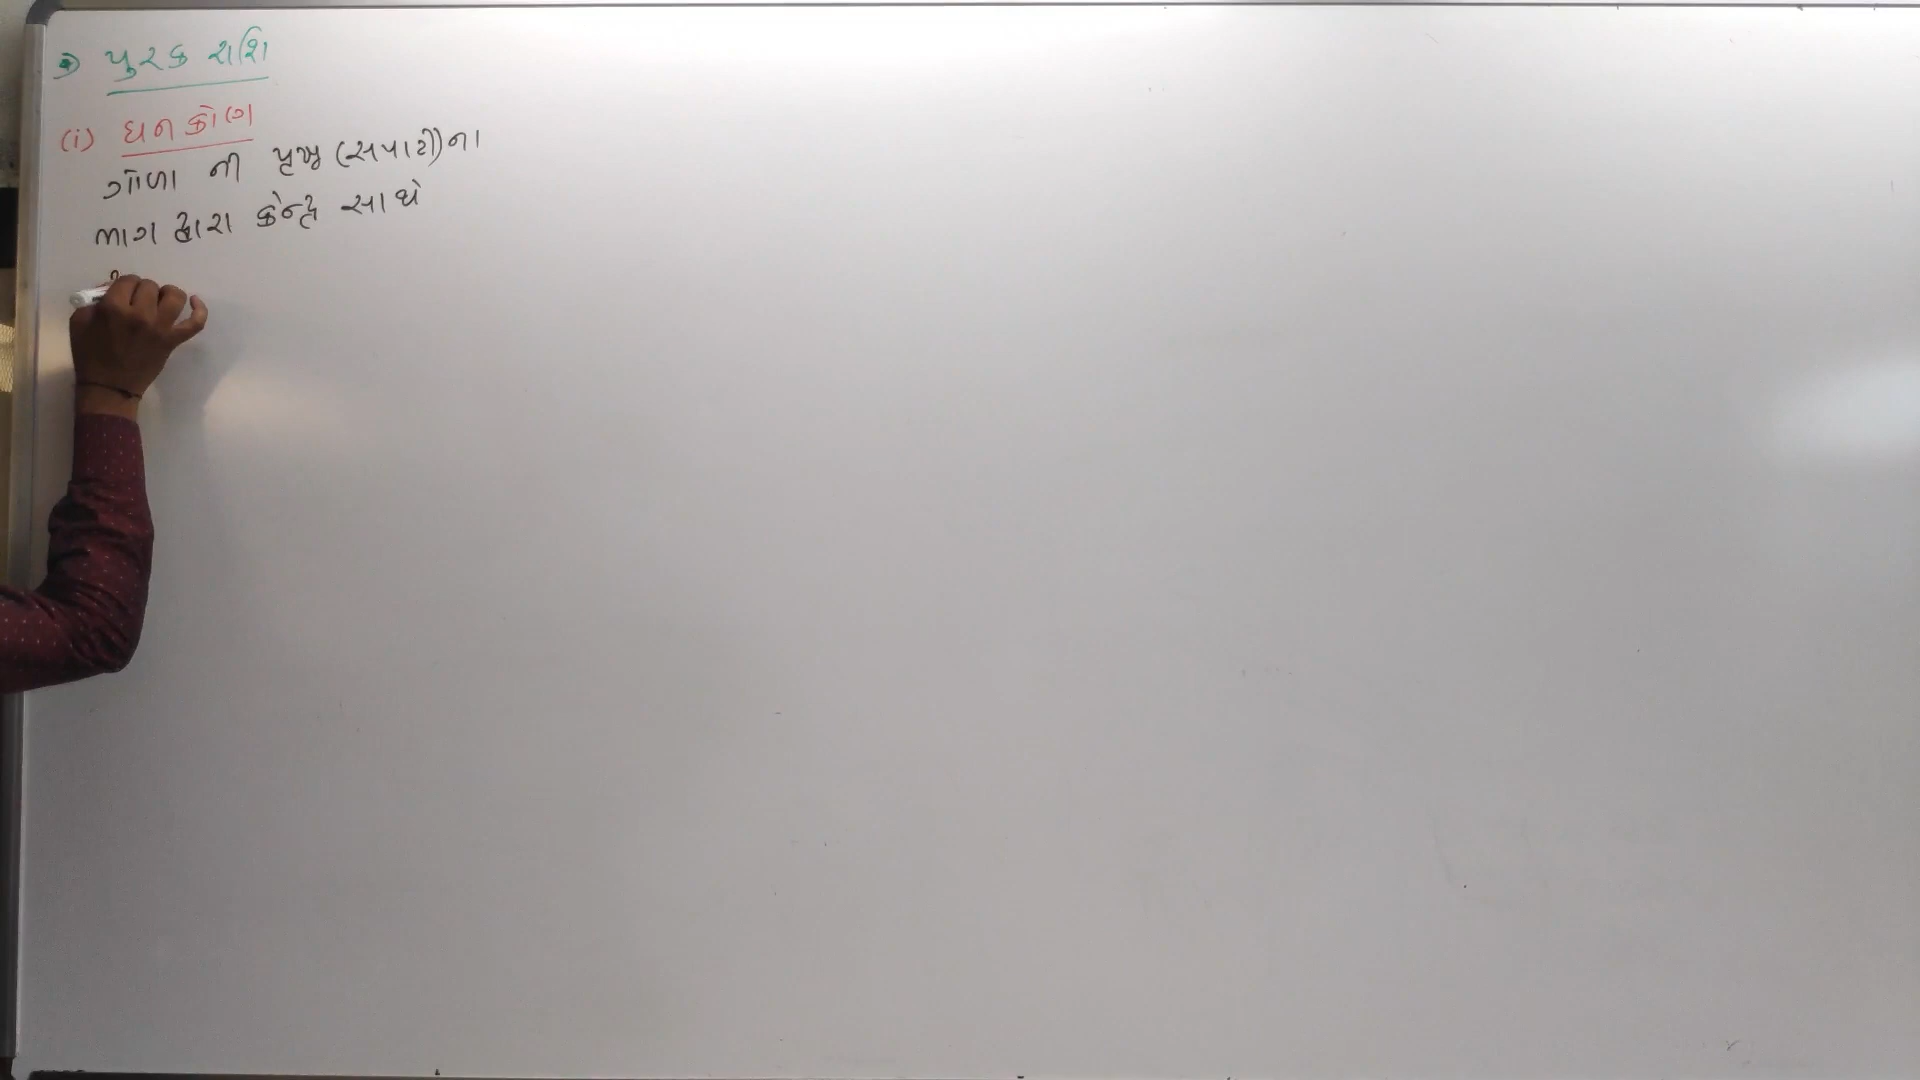 પુરક રાશિ
(i) ઘનકોણ
ગોળા ની પૃષ્ઠ (સપાટી)ના
ભાગ દ્વારા કેન્દ્ર સાથે